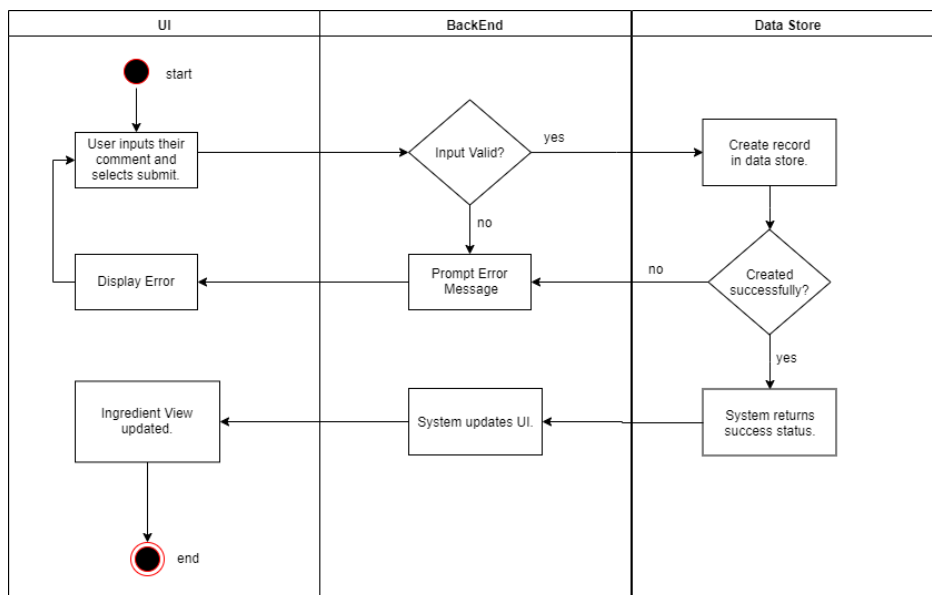 UI
BackEnd
Data Store
start
User inputs their
comment and
selects submit.
Input Valid?
yes
Create record
in data store.
no
Display Error
Prompt Error
Message
no
Created
successfully?
yes
Ingredient View
updated.
System updates UI.
System returns
success status.
end